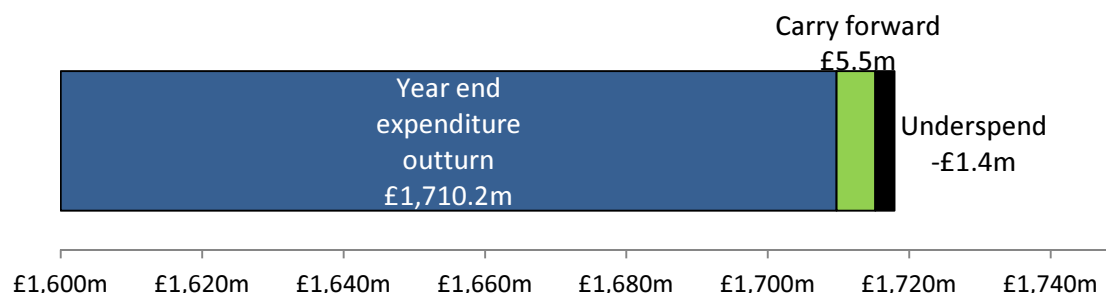 Carry forward
£5.5m
Year end
expenditure
outturn
£1,710.2m
Underspend
-£1.4m
£1,600m £1,620m £1,640m £1,660m £1,680m £1,700m £1,720m £1,740m